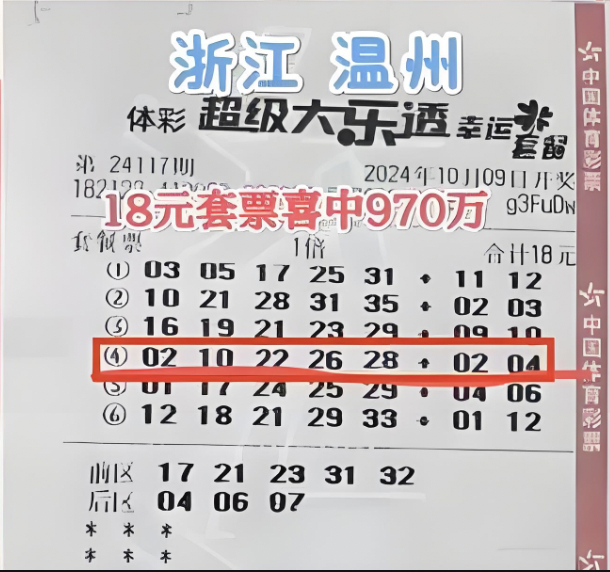 浙江 温州
体彩 超级大乐透 幸运 套餐
第 24117期
2024年10月09日开奖
18元套票喜中970万
g3FuDw
套餐票 1倍 合计18元
① 03 05 17 25 31 + 11 12
② 10 21 28 31 35 + 02 03
③ 16 19 21 23 29 + 09 10
④ 02 10 22 26 28 + 02 04
⑤ 01 17 24 25 29 + 04 06
⑥ 12 18 21 29 33 + 01 12
前区 17 21 23 31 32
后区 04 06 07
* * *
* * *
中国体育彩票
中国体育彩票